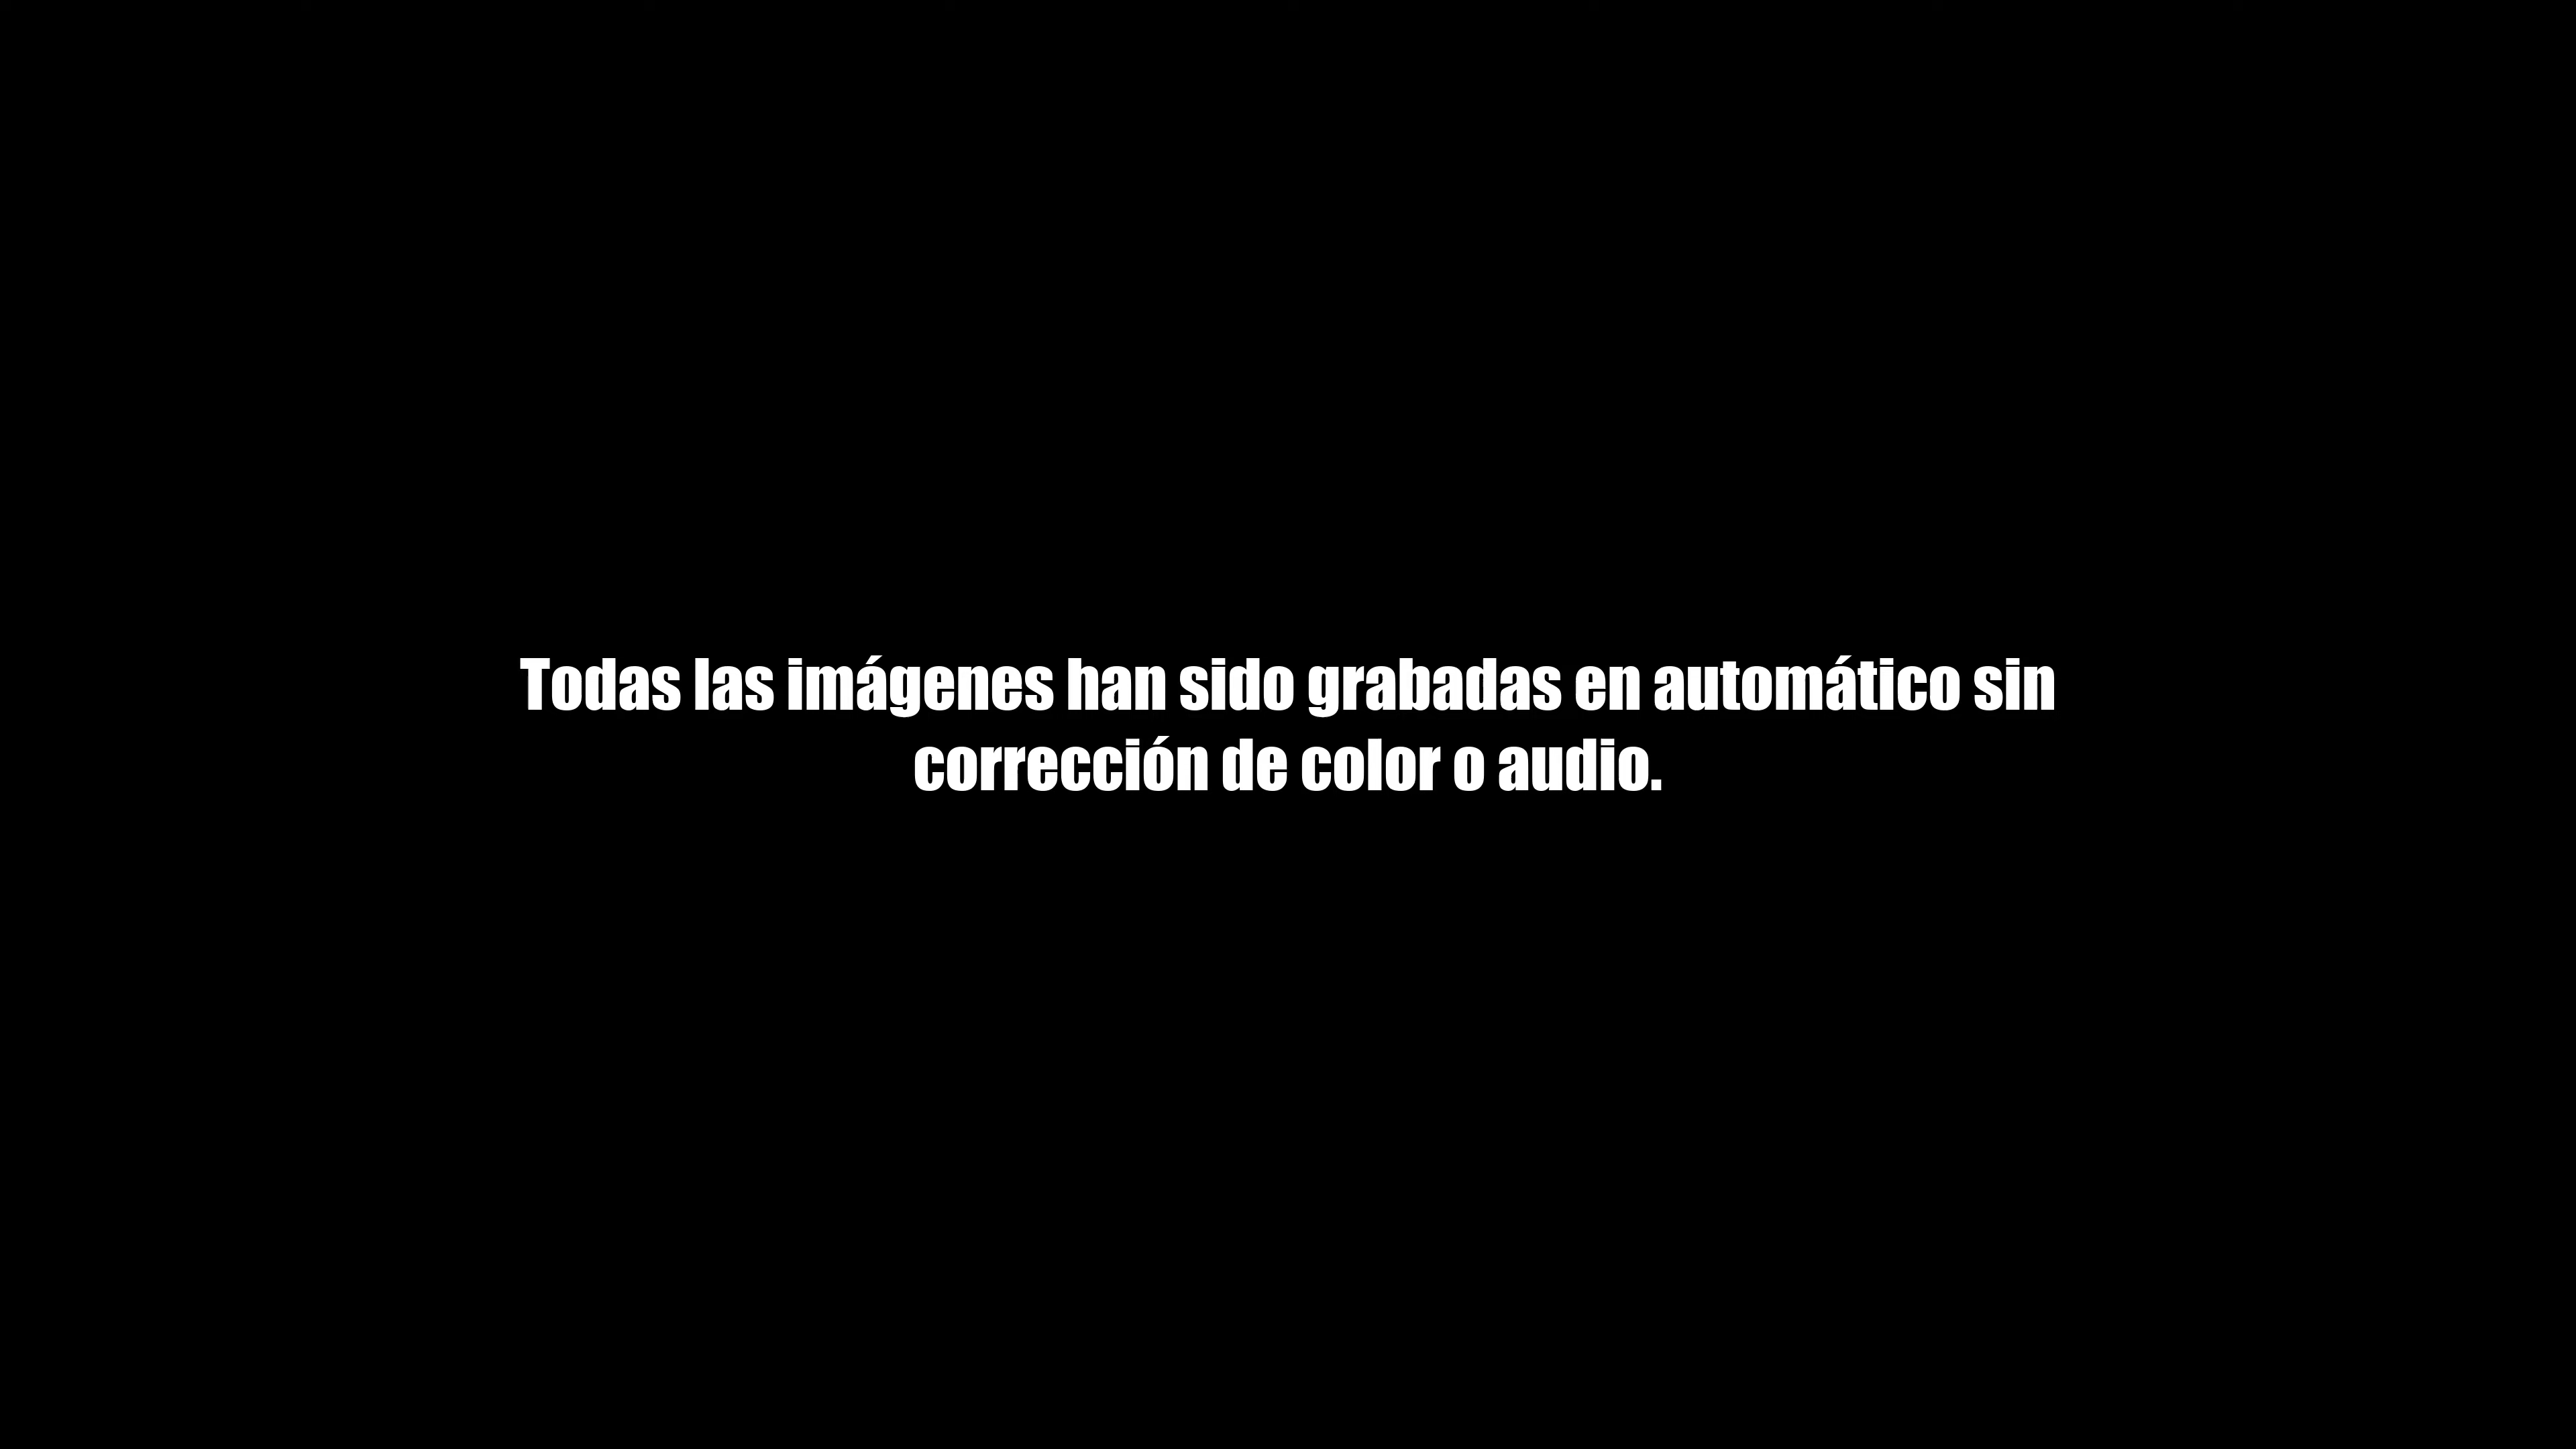 Todas las imágenes han sido grabadas en automático sin
corrección de color o audio.